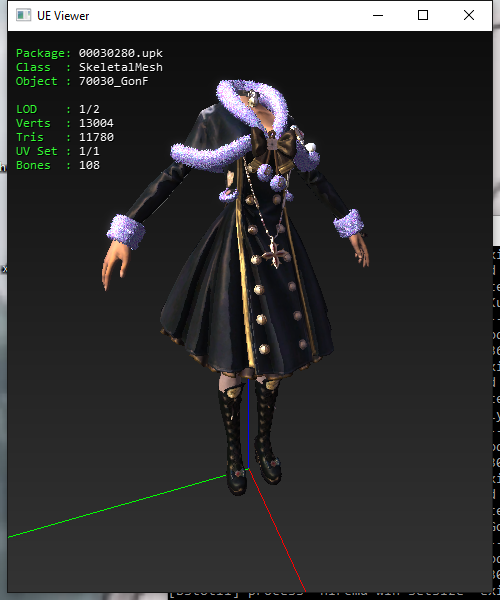 UE Viewer
Package: 00030280.upk
Class : SkeletalMesh
Object : 70030_GonF
LOD : 1/2
Verts : 13004
Tris : 11780
UV Set : 1/1
Bones : 108